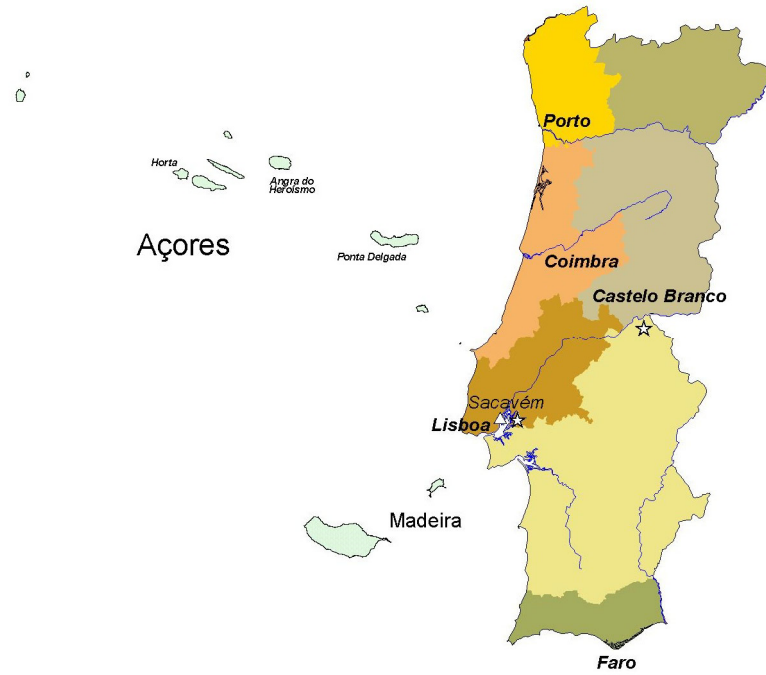 Porto
Horta
Angra do
Heroísmo
Açores
Ponta Delgada
Coimbra
Castelo Branco
Sacavém
Lisboa
Madeira
Faro